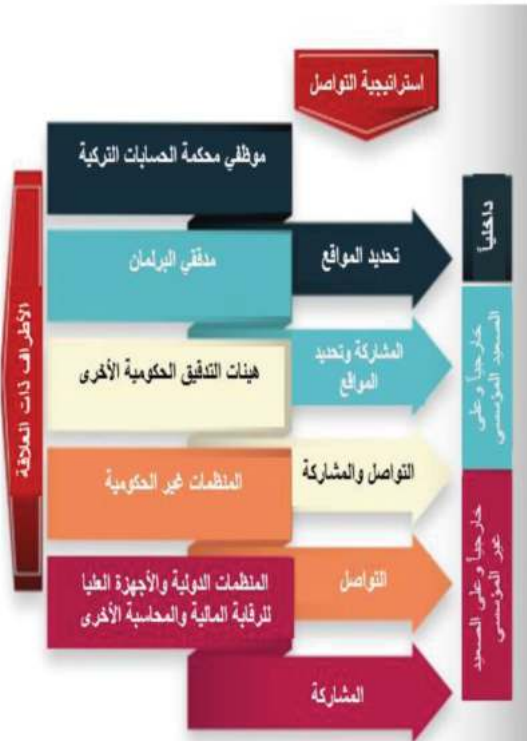 استراتيجية التواصل
الأطراف ذات العلاقة
موظفي محكمة الحسابات التركية
مدققي البرلمان
هيئات التدقيق الحكومية الأخرى
المنظمات غير الحكومية
المنظمات الدولية والأجهزة العليا
للرقابة المالية والمحاسبة الأخرى
تحديد المواقع
المشاركة وتحديد
المواقع
التواصل والمشاركة
التواصل
المشاركة
داخلياً
خارجياً وعلى
الصعيد المؤسسي
خارجياً وعلى الصعيد
غير المؤسسي